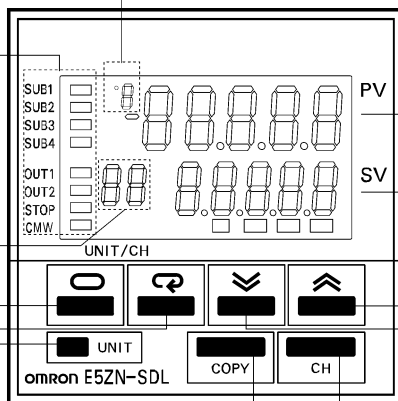 PV
SUB1
SUB2
SUB3
SUB4
SV
OUT1
OUT2
STOP
CMW
UNIT/CH
UNIT
COPY
CH
omron E5ZN-SDL